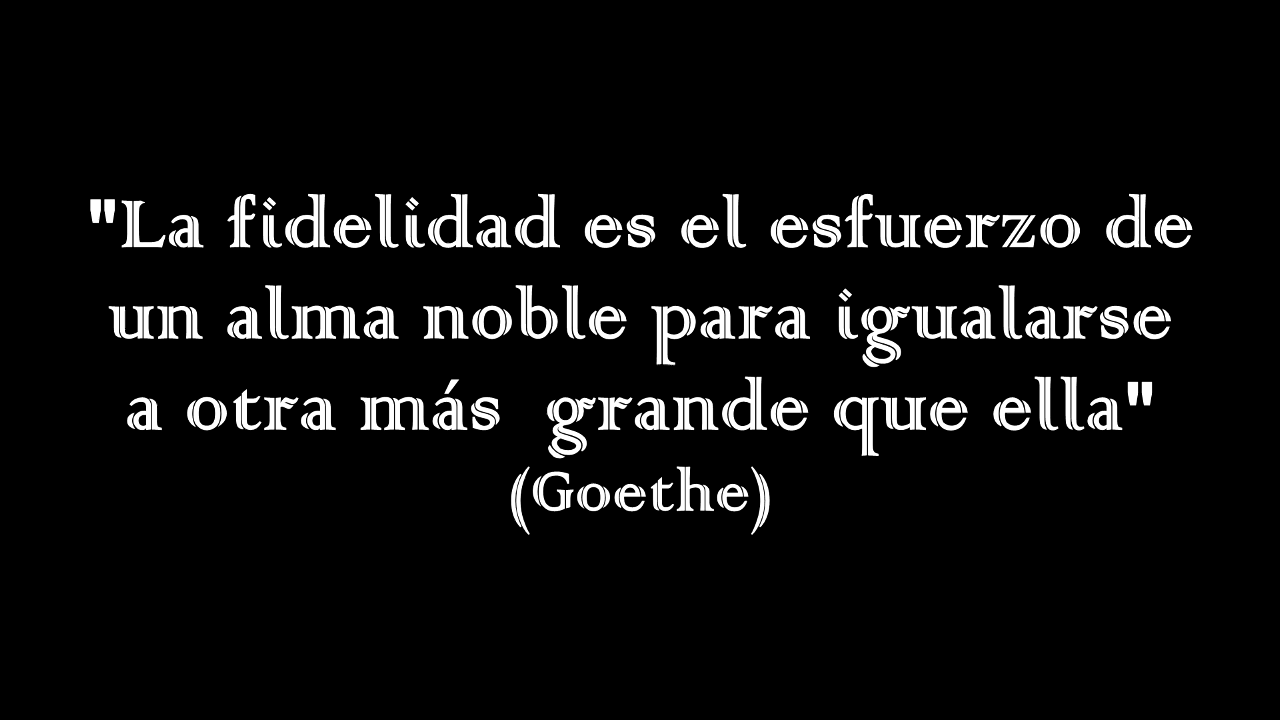 "La fidelidad es el esfuerzo de
un alma noble para igualarse
a otra más grande que ella"
(Goethe)